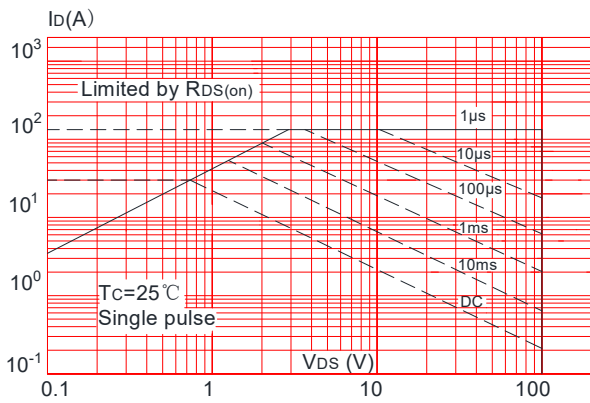 ID(A)
10³
Limited by RDS(on)
1μs
10²
10μs
100μs
10¹
1ms
10ms
10⁰
TC=25℃
DC
Single pulse
VDS (V)
10⁻¹
0.1 1 10 100